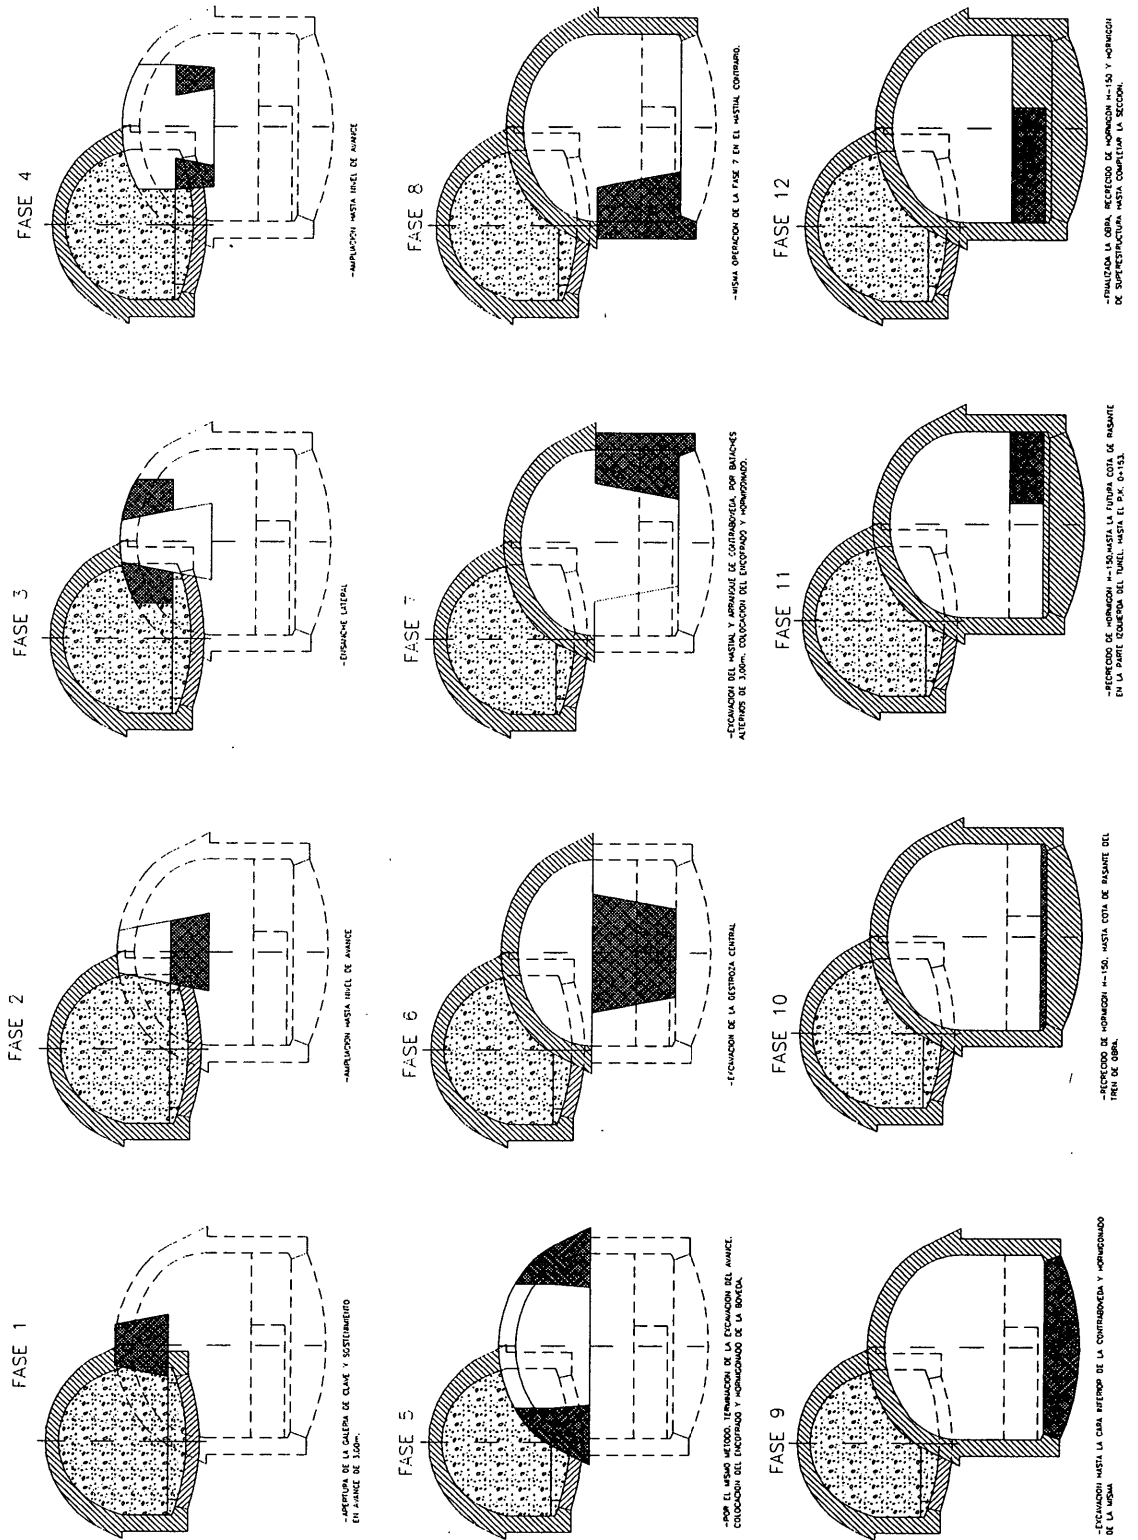 FASE 1
-APERTURA DE LA GALERIA DE CLAVE Y SOSTENIMIENTO
EN AVANCE DE 3,00m.
FASE 2
-AMPLIACION HASTA NIVEL DE AVANCE
FASE 3
-ENSANCHE LATERAL
FASE 4
-AMPLIACION HASTA NIVEL DE AVANCE
FASE 5
-POR EL MISMO METODO, TERMINACION DE LA EXCAVACION DEL AVANCE.
COLOCACION DEL ENCOFRADO Y HORMIGONADO DE LA BOVEDA.
FASE 6
-EXCAVACION DE LA DESTROZA CENTRAL
FASE 7
-EXCAVACION DEL HASTIAL Y ARRANQUE DE CONTRABOVEDA, POR BATACHES
ALTERNOS DE 3,00m. COLOCACION DEL ENCOFRADO Y HORMIGONADO.
FASE 8
-MISMA OPERACION DE LA FASE 7 EN EL HASTIAL CONTRARIO.
FASE 9
-EXCAVACION HASTA LA CARA INFERIOR DE LA CONTRABOVEDA Y HORMIGONADO
DE LA MISMA
FASE 10
-RECRECIDO DE HORMIGON H-150, HASTA COTA DE RASANTE DEL
TREN DE OBRA.
FASE 11
-RECRECIDO DE HORMIGON H-150,HASTA LA FUTURA COTA DE RASANTE
EN LA PARTE IZQUIERDA DEL TUNEL. HASTA EL P.K. 0+153.
FASE 12
-FINALIZADA LA OBRA, RECRECIDO DE HORMIGON H-150 Y HORMIGON
DE SUPERESTRUCTURA HASTA COMPLETAR LA SECCION.